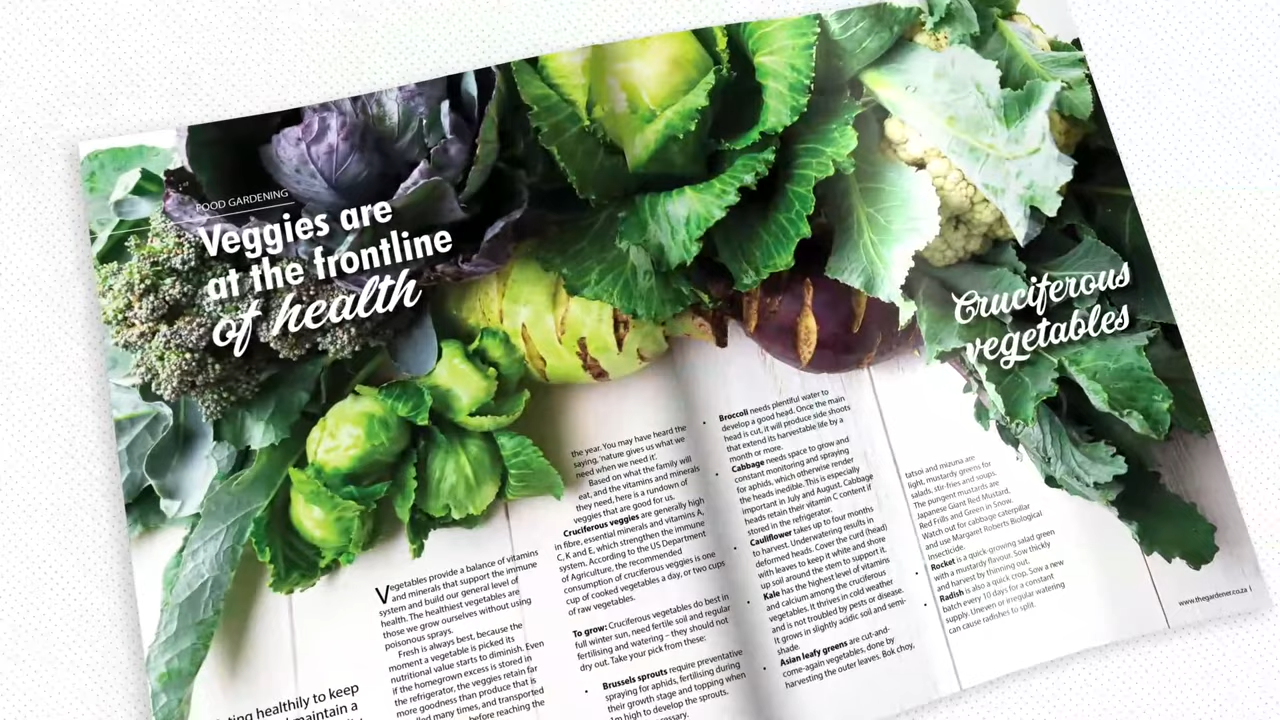 FOOD GARDENING
Veggies are
at the frontline
of health
Cruciferous
vegetables
ting healthily to keep
maintain a
Vegetables provide a balance of vitamins
and minerals that support the immune
system and build our general level of
health. The healthiest vegetables are
those we grow ourselves without using
poisonous sprays.
Fresh is always best, because the
moment a vegetable is picked its
nutritional value starts to diminish. Even
if the homegrown excess is stored in
the refrigerator, the veggies retain far
more goodness than produce that is
many times, and transported
before reaching the
the year. You may have heard the
saying, 'nature gives us what we
need when we need it'.
Based on what the family will
eat, and the vitamins and minerals
they need, here is a rundown of
veggies that are good for us.
Cruciferous veggies are generally high
in fibre, essential minerals and vitamins A,
C, K and E, which strengthen the immune
system. According to the US Department
of Agriculture, the recommended
consumption of cruciferous veggies is one
cup of cooked vegetables a day, or two cups
of raw vegetables.
To grow: Cruciferous vegetables do best in
full winter sun, need fertile soil and regular
fertilising and watering – they should not
dry out. Take your pick from these:
• Brussels sprouts require preventative
spraying for aphids, fertilising during
their growth stage and topping when
1m high to develop the sprouts.
• Broccoli needs plentiful water to
develop a good head. Once the main
head is cut, it will produce side shoots
that extend its harvestable life by a
month or more.
• Cabbage needs space to grow and
constant monitoring and spraying
for aphids, which otherwise render
the heads inedible. This is especially
important in July and August. Cabbage
heads retain their vitamin C content if
stored in the refrigerator.
• Cauliflower takes up to four months
to harvest. Underwatering results in
deformed heads. Cover the curd (head)
with leaves to keep it white and shore
up soil around the stem to support it.
• Kale has the highest level of vitamins
and calcium among the cruciferous
vegetables. It thrives in cold weather
and is not troubled by pests or disease.
It grows in slightly acidic soil and semi-
shade.
• Asian leafy greens are cut-and-
come-again vegetables, done by
harvesting the outer leaves. Bok choy,
tatsoi and mizuna are
light, mustardy greens for
salads, stir-fries and soups.
The pungent mustards are
Japanese Giant Red Mustard,
Red Frills and Green in Snow.
Watch out for cabbage caterpillar
and use Margaret Roberts Biological
Insecticide.
• Rocket is a quick-growing salad green
with a mustardy flavour. Sow thickly
and harvest by thinning out.
• Radish is also a quick crop. Sow a new
batch every 10 days for a constant
supply. Uneven or irregular watering
can cause radishes to split.
www.thegardener.co.za